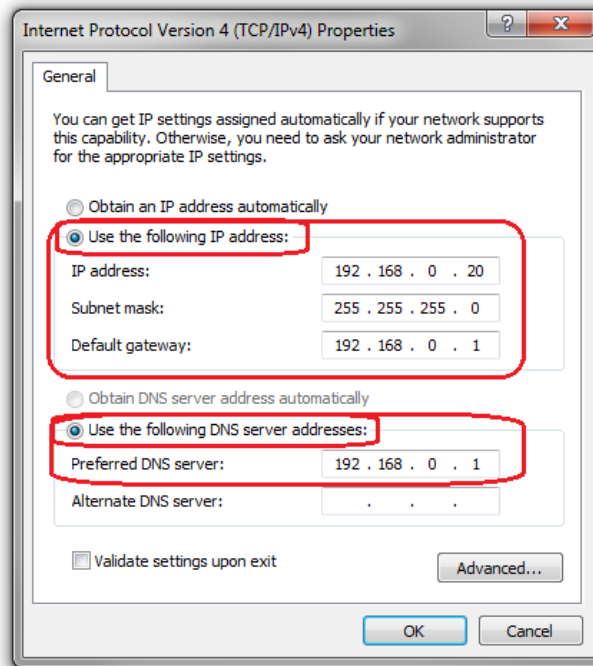 Internet Protocol Version 4 (TCP/IPv4) Properties
General
You can get IP settings assigned automatically if your network supports
this capability. Otherwise, you need to ask your network administrator
for the appropriate IP settings.
Obtain an IP address automatically
Use the following IP address:
IP address: 192 . 168 . 0 . 20
Subnet mask: 255 . 255 . 255 . 0
Default gateway: 192 . 168 . 0 . 1
Obtain DNS server address automatically
Use the following DNS server addresses:
Preferred DNS server: 192 . 168 . 0 . 1
Alternate DNS server: . . .
Validate settings upon exit
Advanced...
OK Cancel